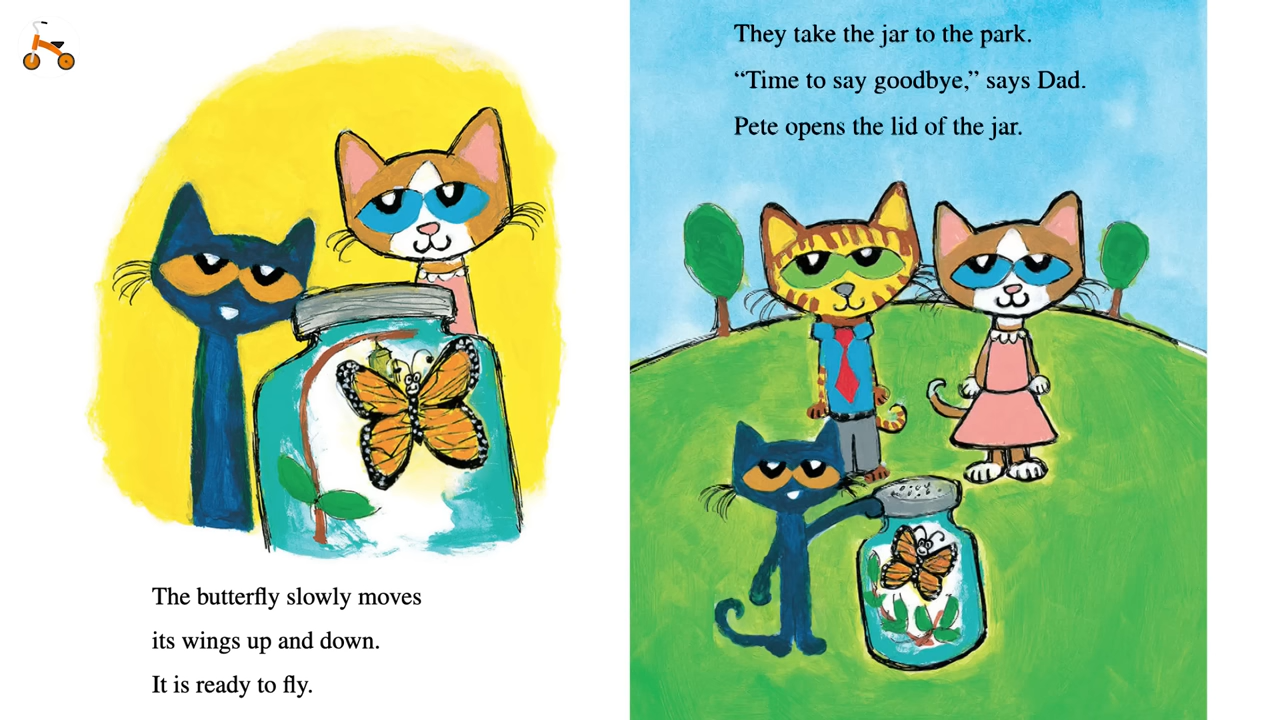 The butterfly slowly moves
its wings up and down.
It is ready to fly.
They take the jar to the park.
“Time to say goodbye,” says Dad.
Pete opens the lid of the jar.